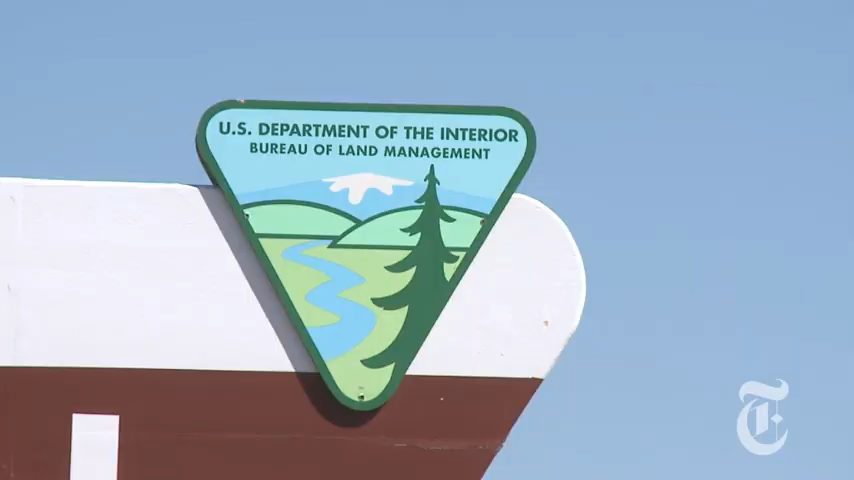 U.S. DEPARTMENT OF THE INTERIOR
BUREAU OF LAND MANAGEMENT
T